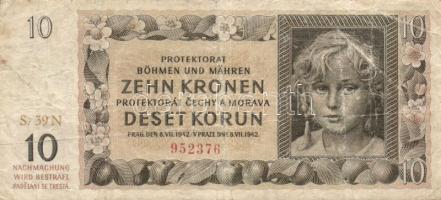 10
PROTEKTORAT
BÖHMEN UND MÄHREN
ZEHN KRONEN
PROTEKTORÁT ČECHY A MORAVA
DESET KORUN
PRAG, DEN 8.VII.1942. V PRAZE DNE 8.VII.1942.
952376
S: 39 N
10
NACHMACHUNG
WIRD BESTRAFT.
PADĚLÁNÍ SE TRESTÁ.
10
10